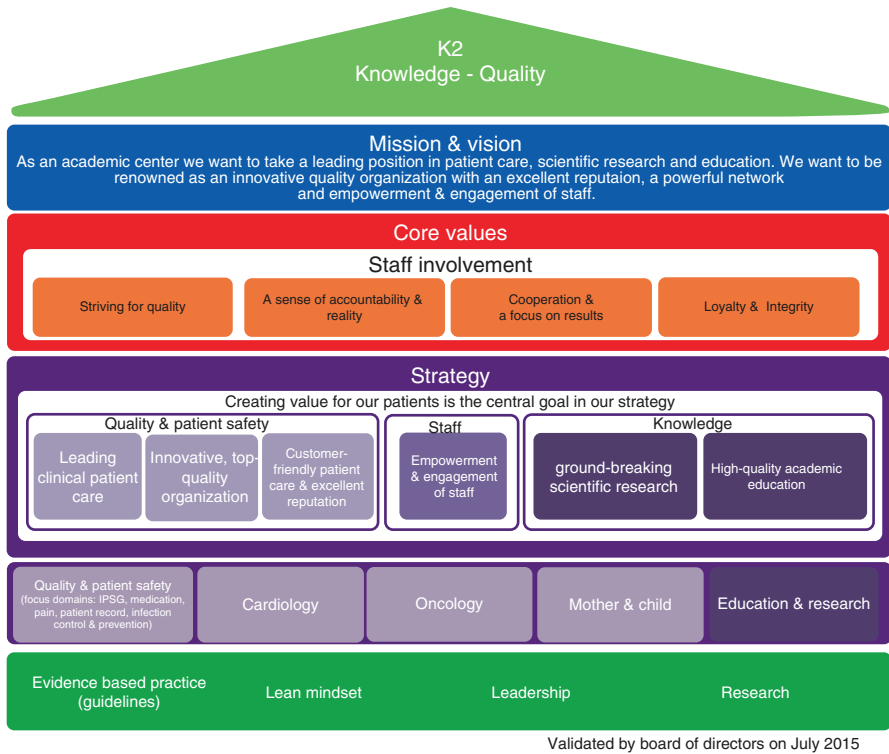 K2
Knowledge - Quality
Mission & vision
As an academic center we want to take a leading position in patient care, scientific research and education. We want to be
renowned as an innovative quality organization with an excellent reputaion, a powerful network
and empowerment & engagement of staff.
Core values
Staff involvement
Striving for quality
A sense of accountability &
reality
Cooperation &
a focus on results
Loyalty & Integrity
Strategy
Creating value for our patients is the central goal in our strategy
Quality & patient safety
Leading
clinical patient
care
Innovative, top-
quality
organization
Customer-
friendly patient
care & excellent
reputation
Staff
Empowerment
& engagement
of staff
Knowledge
ground-breaking
scientific research
High-quality academic
education
Quality & patient safety
(focus domains: IPSG, medication,
pain, patient record, infection
control & prevention)
Cardiology
Oncology
Mother & child
Education & research
Evidence based practice
(guidelines)
Lean mindset
Leadership
Research
Validated by board of directors on July 2015